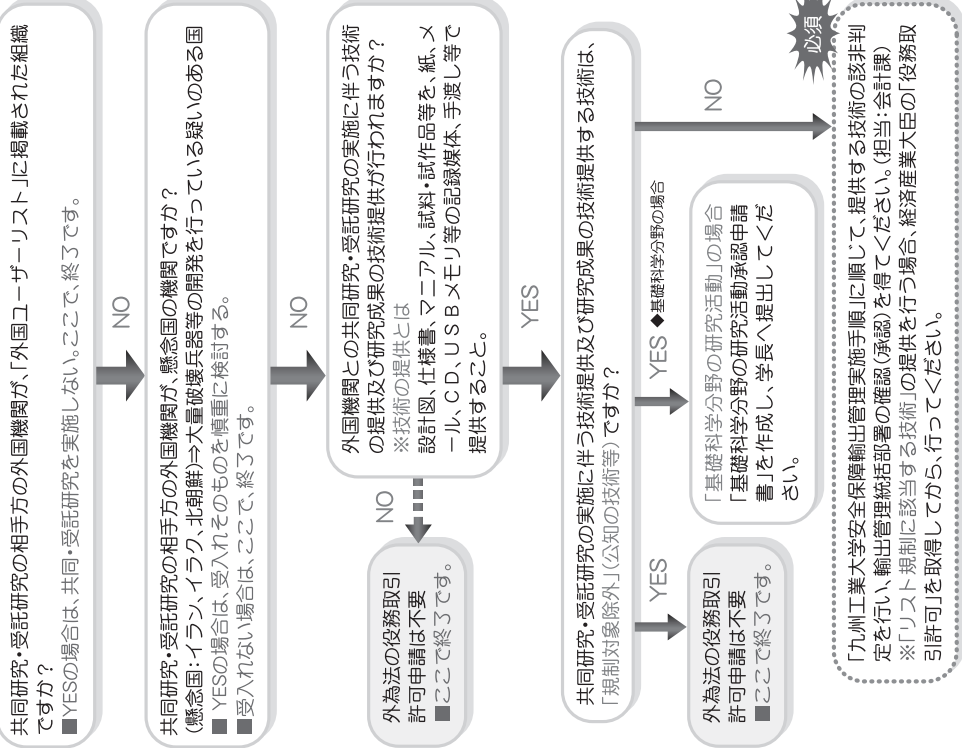 共同研究・受託研究の相手方の外国機関が、「外国ユーザーリスト」に掲載された組織
ですか？
■YESの場合は、共同・受託研究を実施しない。ここで、終了です。
NO
共同研究・受託研究の相手方の外国機関が、懸念国の機関ですか？
（懸念国：イラン、イラク、北朝鮮）⇒大量破壊兵器等の開発を行っている疑いのある国
■ YESの場合は、受入れそのものを慎重に検討する。
■受入れない場合は、ここで、終了です。
NO
外国機関との共同研究・受託研究の実施に伴う技術
の提供及び研究成果の技術提供が行われますか？
※技術の提供とは
設計図、仕様書、マニアル、試料・試作品等を、紙、メ
ール、ＣＤ、ＵＳＢメモリ等の記録媒体、手渡し等で
提供すること。
NO
外為法の役務取引
許可申請は不要
■ここで終了です。
YES
共同研究・受託研究の実施に伴う技術提供及び研究成果の技術提供する技術は、
「規制対象除外」（公知の技術等）ですか？
YES
外為法の役務取引
許可申請は不要
■ここで終了です。
YES ◆基礎科学分野の場合
「基礎科学分野の研究活動」の場合
「基礎科学分野の研究活動承認申請
書」を作成し、学長へ提出してくだ
さい。
NO
必須
「九州工業大学安全保障輸出管理実施手順」に順じて、提供する技術の該非判
定を行い、輸出管理統括部署の確認（承認）を得てください。（担当：会計課）
※「リスト規制に該当する技術」の提供を行う場合、経済産業大臣の「役務取
引許可」を取得してから、行ってください。